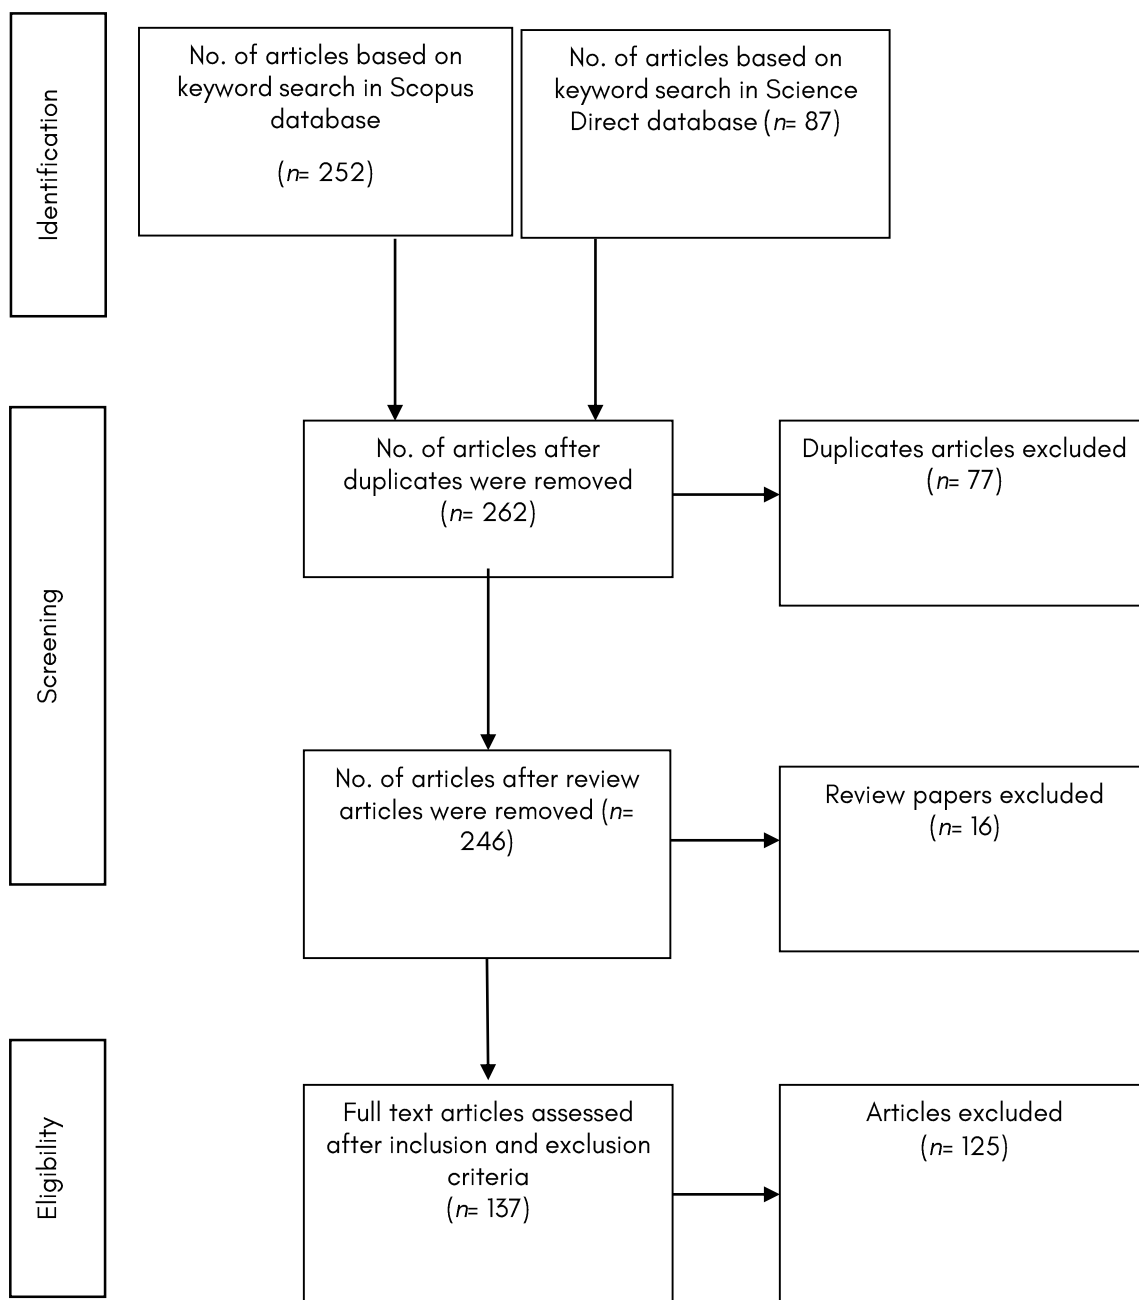 Identification
No. of articles based on
keyword search in Scopus
database
(n= 252)
No. of articles based on
keyword search in Science
Direct database (n= 87)
Screening
No. of articles after
duplicates were removed
(n= 262)
Duplicates articles excluded
(n= 77)
No. of articles after review
articles were removed (n=
246)
Review papers excluded
(n= 16)
Eligibility
Full text articles assessed
after inclusion and exclusion
criteria
(n= 137)
Articles excluded
(n= 125)